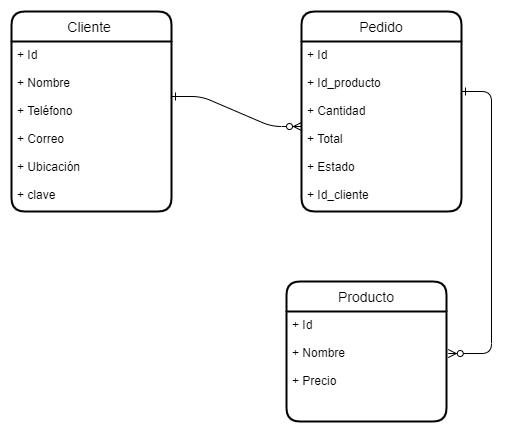 Cliente
+ Id
+ Nombre
+ Teléfono
+ Correo
+ Ubicación
+ clave
Pedido
+ Id
+ Id_producto
+ Cantidad
+ Total
+ Estado
+ Id_cliente
Producto
+ Id
+ Nombre
+ Precio